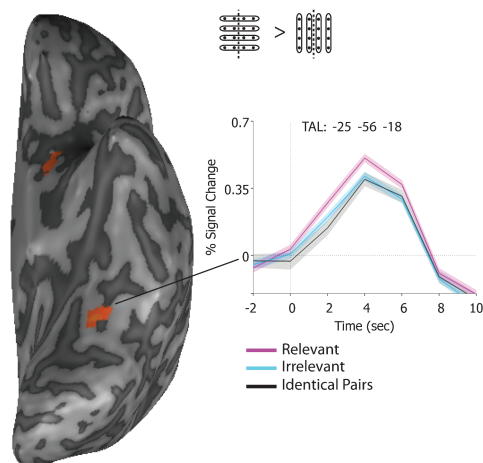 >
0.7
TAL: -25 -56 -18
0.35
0
% Signal Change
-2 0 2 4 6 8 10
Time (sec)
Relevant
Irrelevant
Identical Pairs